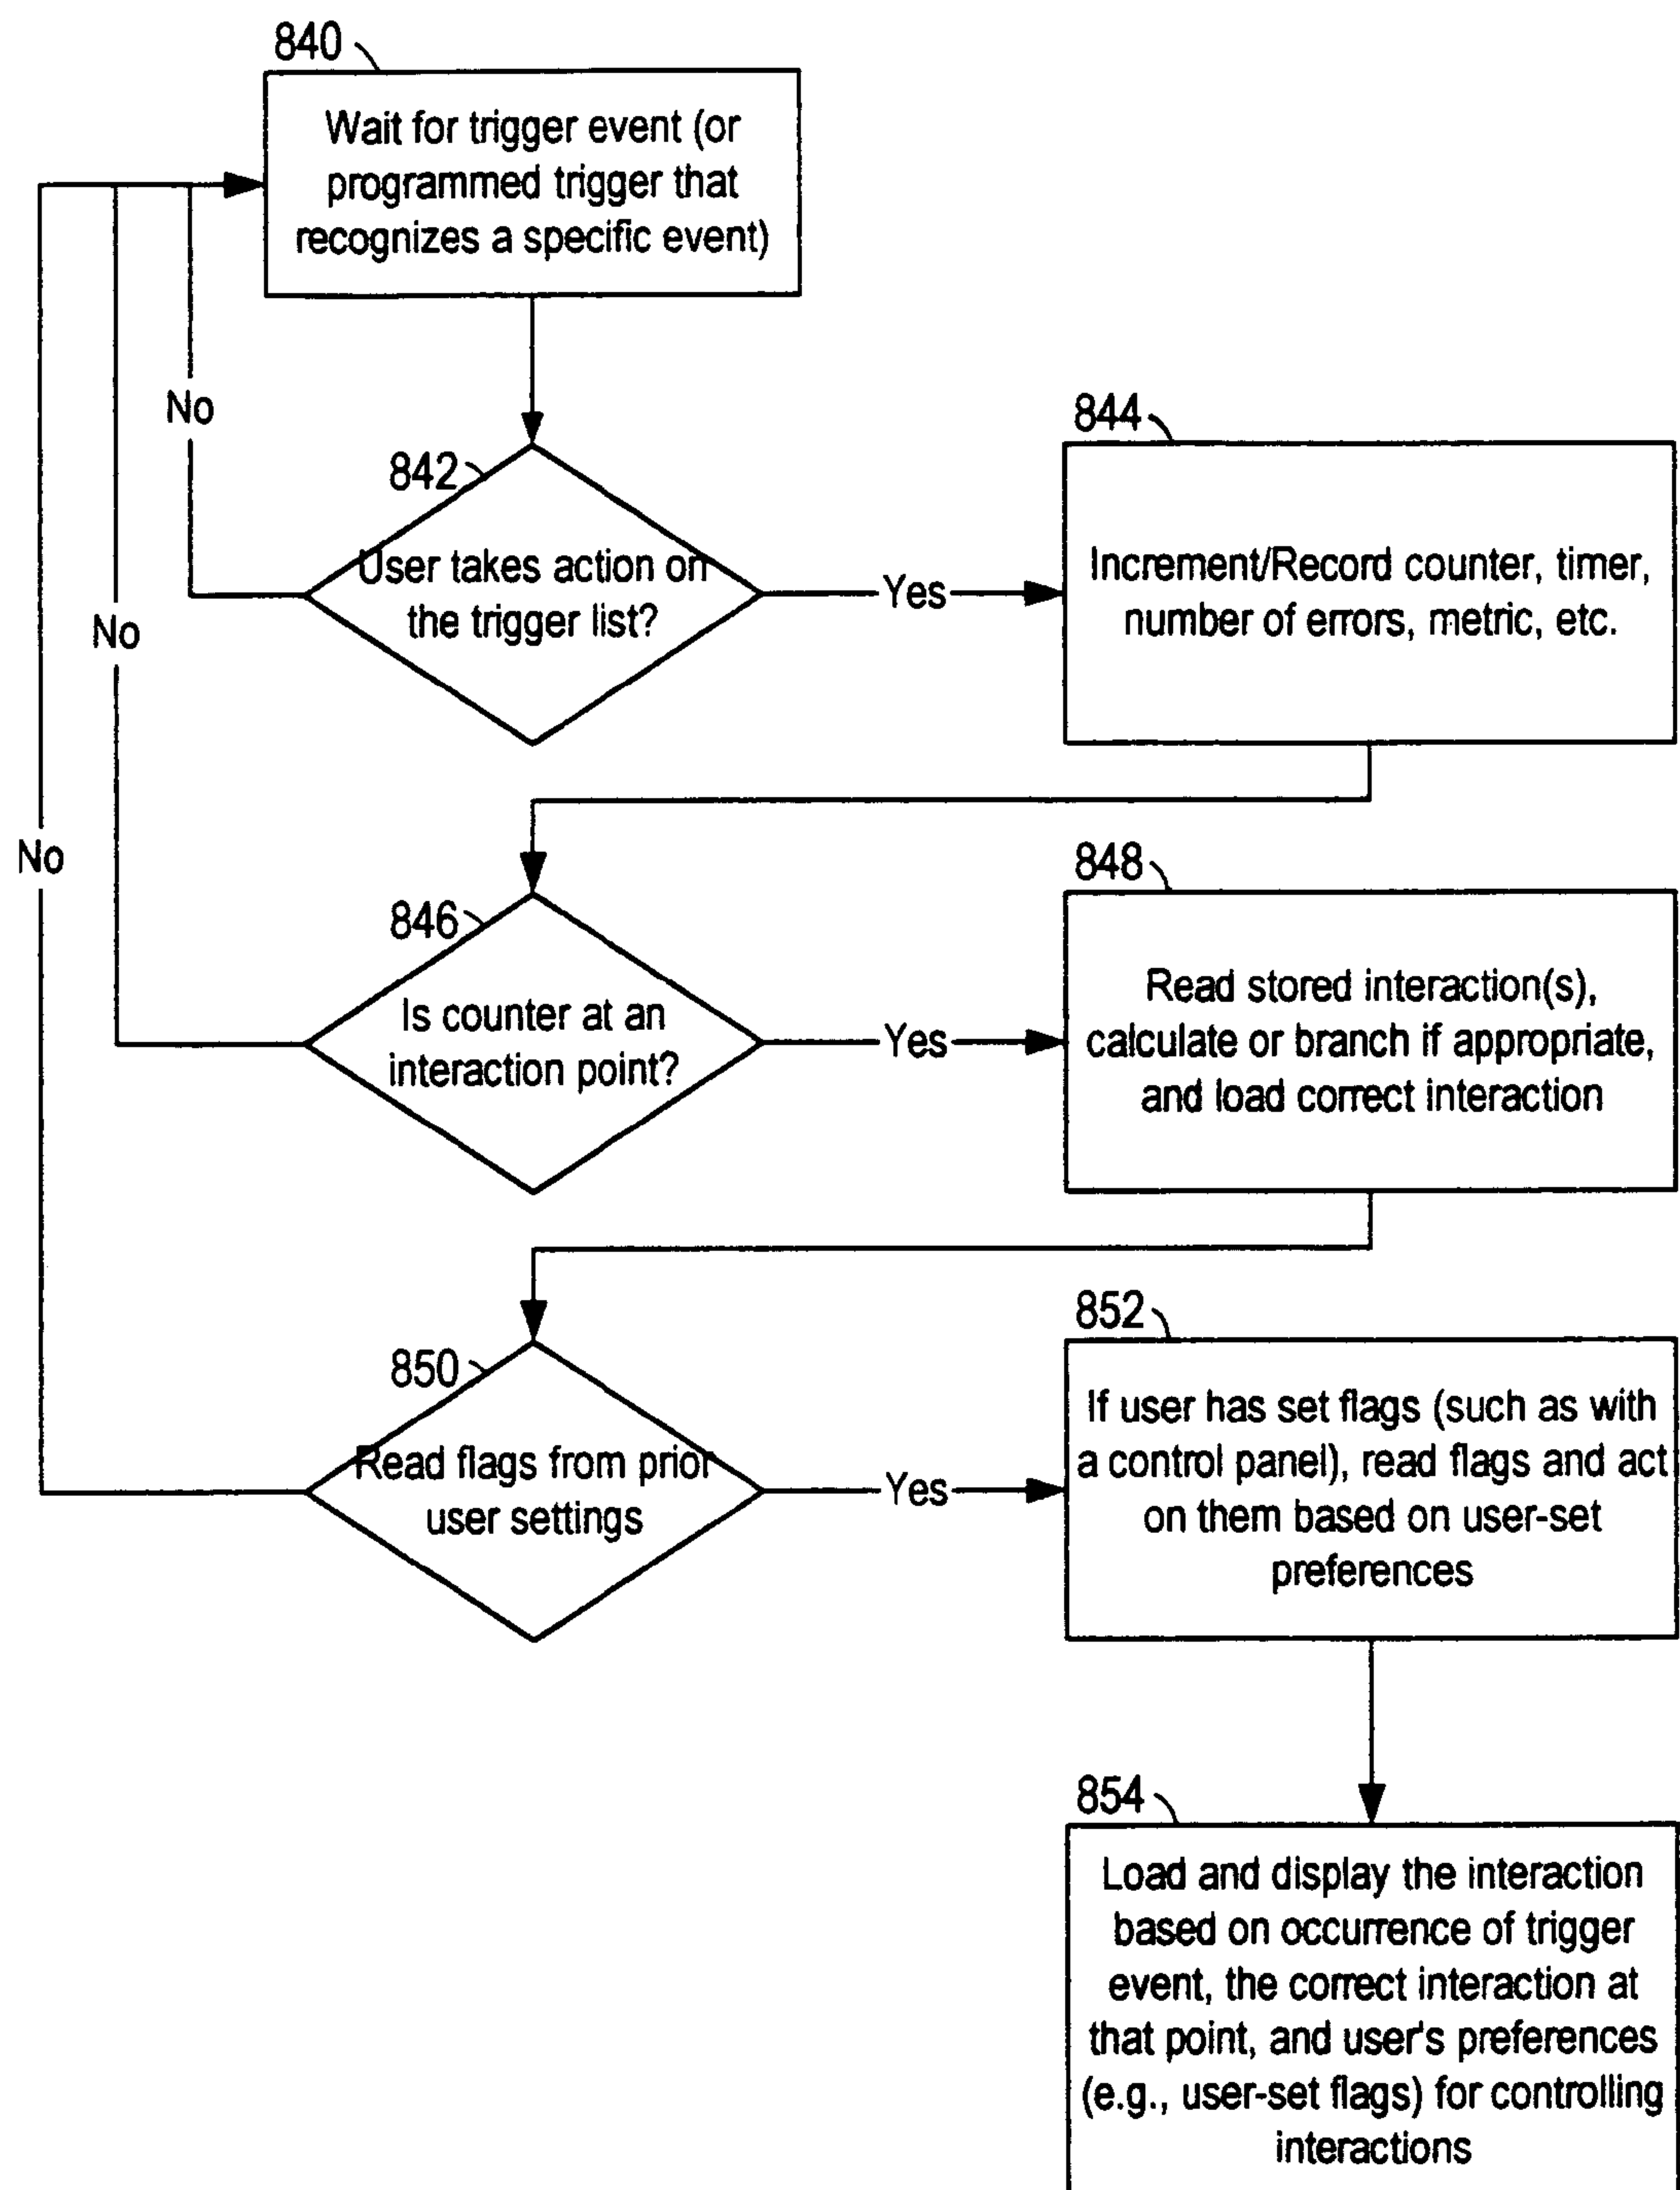 840
Wait for trigger event (or
programmed trigger that
recognizes a specific event)
No
842
User takes action on
the trigger list?
Yes
844
Increment/Record counter, timer,
number of errors, metric, etc.
No
846
Is counter at an
interaction point?
Yes
848
Read stored interaction(s),
calculate or branch if appropriate,
and load correct interaction
No
850
Read flags from prior
user settings
Yes
852
If user has set flags (such as with
a control panel), read flags and act
on them based on user-set
preferences
854
Load and display the interaction
based on occurrence of trigger
event, the correct interaction at
that point, and user's preferences
(e.g., user-set flags) for controlling
interactions